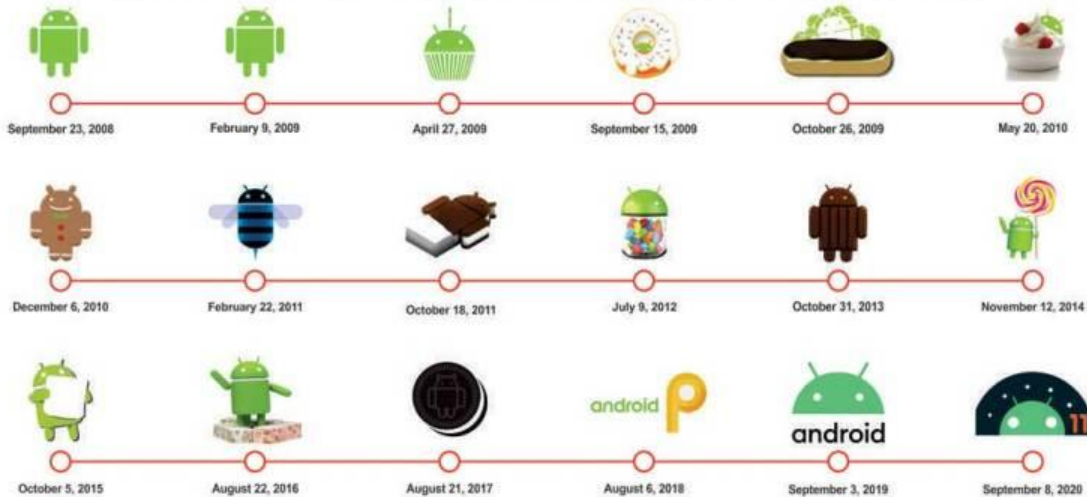 September 23, 2008
February 9, 2009
April 27, 2009
September 15, 2009
October 26, 2009
May 20, 2010
December 6, 2010
February 22, 2011
October 18, 2011
July 9, 2012
October 31, 2013
November 12, 2014
android
android
11
October 5, 2015
August 22, 2016
August 21, 2017
August 6, 2018
September 3, 2019
September 8, 2020